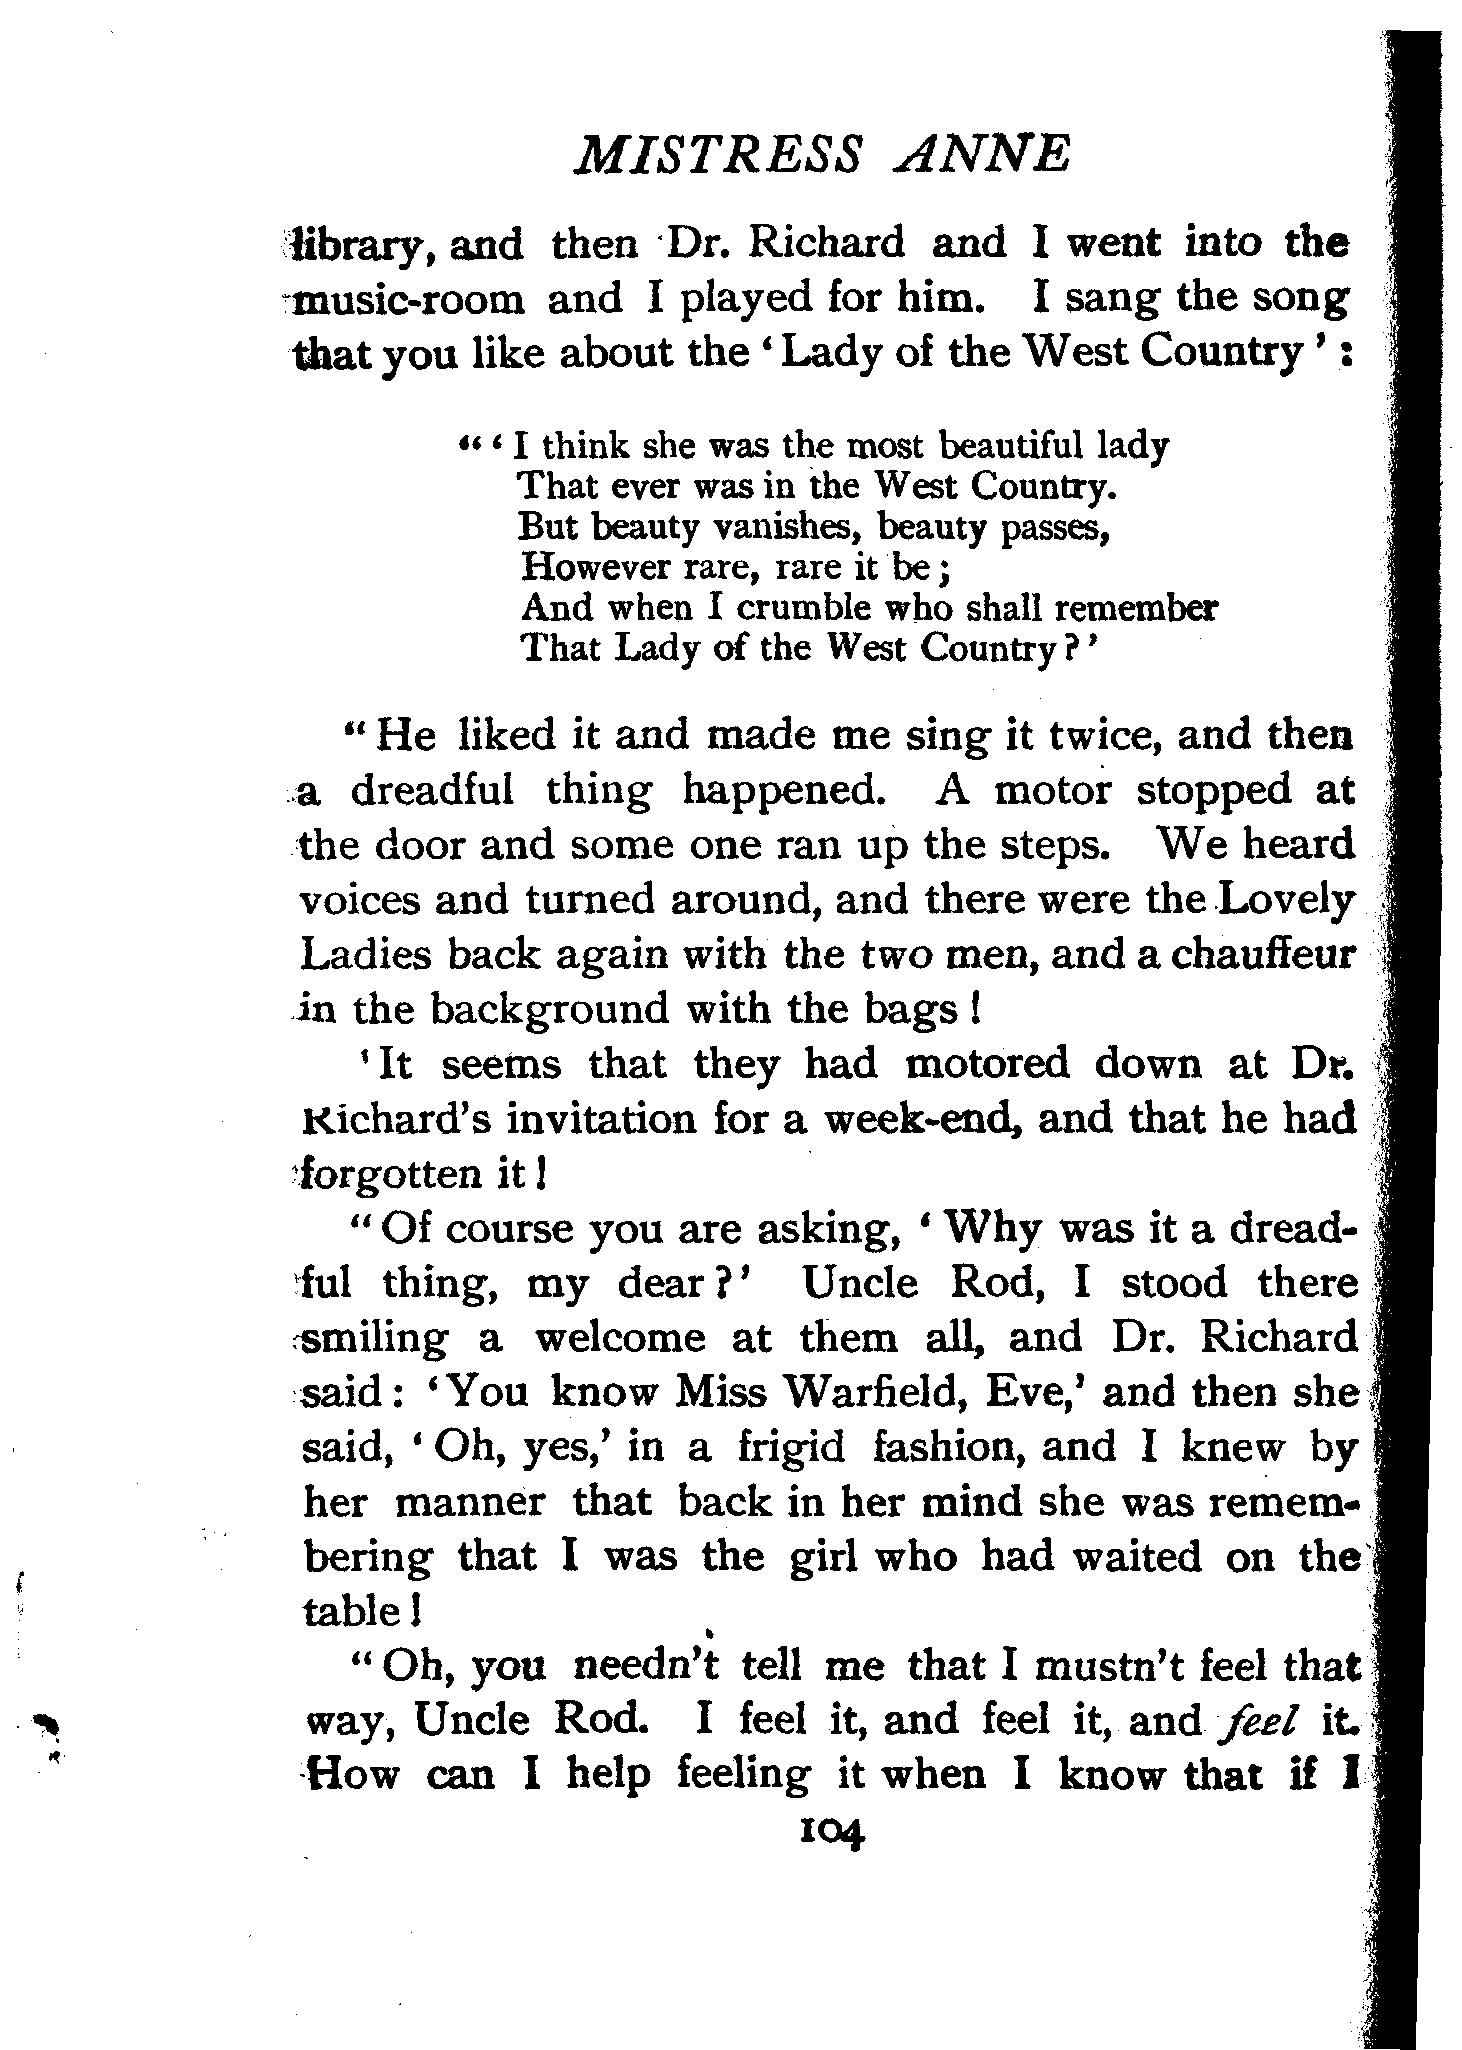 MISTRESS ANNE
library, and then Dr. Richard and I went into the
music-room and I played for him. I sang the song
that you like about the ‘Lady of the West Country’:
“‘I think she was the most beautiful lady
That ever was in the West Country.
But beauty vanishes, beauty passes,
However rare, rare it be;
And when I crumble who shall remember
That Lady of the West Country?’
“He liked it and made me sing it twice, and then
a dreadful thing happened. A motor stopped at
the door and some one ran up the steps. We heard
voices and turned around, and there were the Lovely
Ladies back again with the two men, and a chauffeur
in the background with the bags!
'It seems that they had motored down at Dr.
Richard's invitation for a week-end, and that he had
forgotten it!
“Of course you are asking, ‘Why was it a dread-
ful thing, my dear?’ Uncle Rod, I stood there
smiling a welcome at them all, and Dr. Richard
said: ‘You know Miss Warfield, Eve,’ and then she
said, ‘Oh, yes,’ in a frigid fashion, and I knew by
her manner that back in her mind she was remem-
bering that I was the girl who had waited on the
table!
“Oh, you needn't tell me that I mustn't feel that
way, Uncle Rod. I feel it, and feel it, and feel it.
How can I help feeling it when I know that if I
104